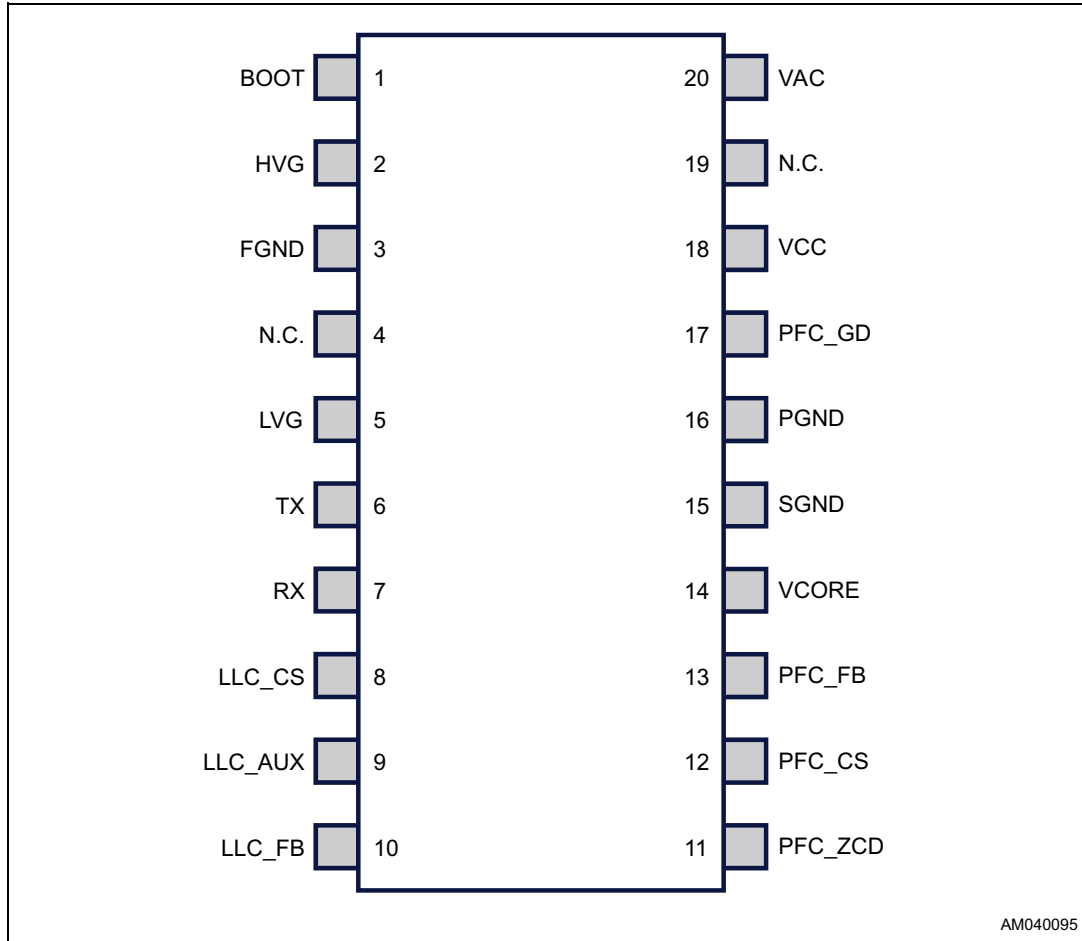 BOOT 1 20 VAC
HVG 2 19 N.C.
FGND 3 18 VCC
N.C. 4 17 PFC_GD
LVG 5 16 PGND
TX 6 15 SGND
RX 7 14 VCORE
LLC_CS 8 13 PFC_FB
LLC_AUX 9 12 PFC_CS
LLC_FB 10 11 PFC_ZCD
AM040095